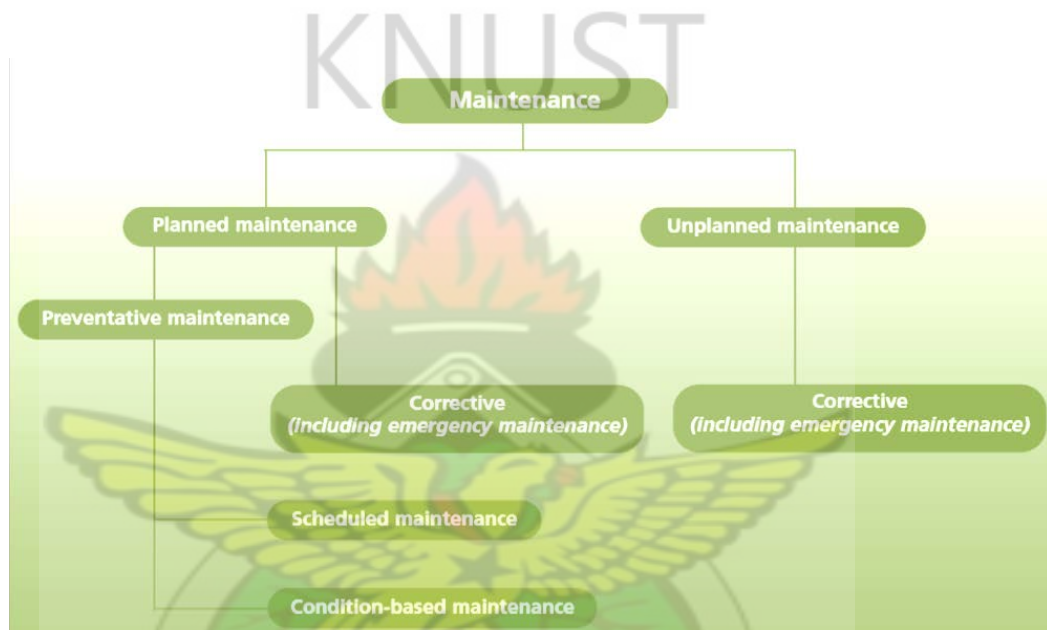 KNUST
Maintenance
Planned maintenance
Unplanned maintenance
Preventative maintenance
Corrective
(including emergency maintenance)
Corrective
(including emergency maintenance)
Scheduled maintenance
Condition-based maintenance